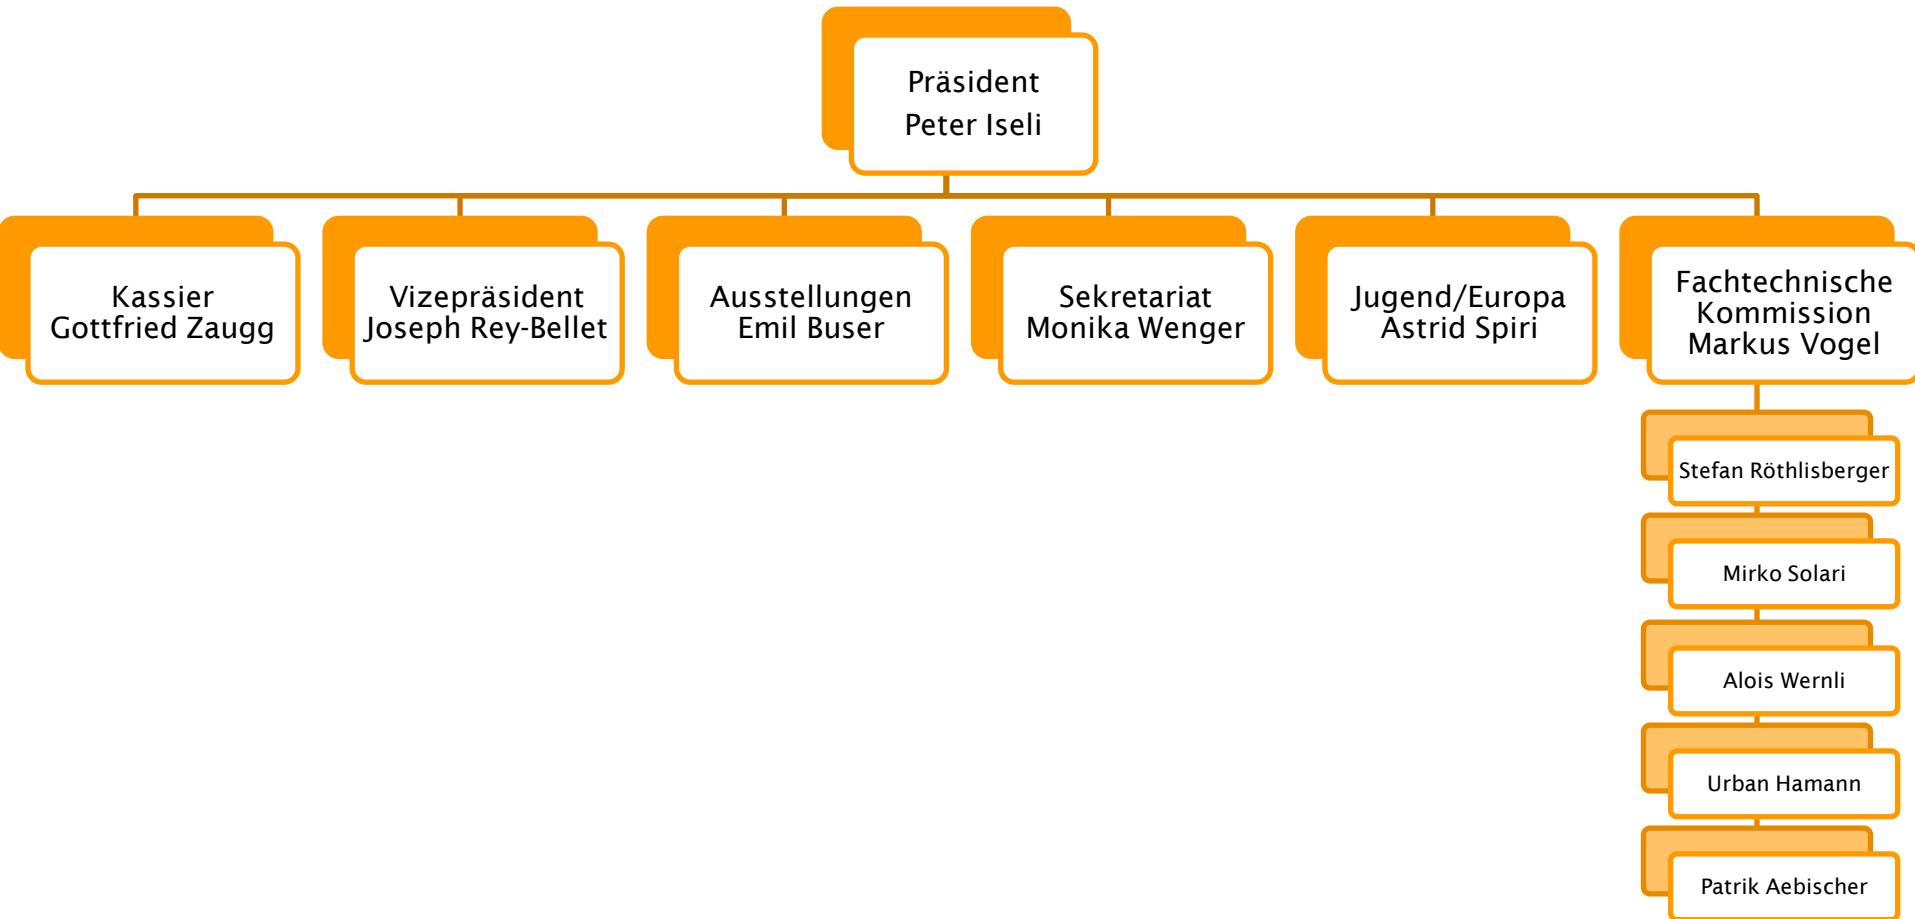 Präsident
Peter Iseli
Kassier
Gottfried Zaugg
Vizepräsident
Joseph Rey-Bellet
Ausstellungen
Emil Buser
Sekretariat
Monika Wenger
Jugend/Europa
Astrid Spiri
Fachtechnische
Kommission
Markus Vogel
Stefan Röthlisberger
Mirko Solari
Alois Wernli
Urban Hamann
Patrik Aebischer